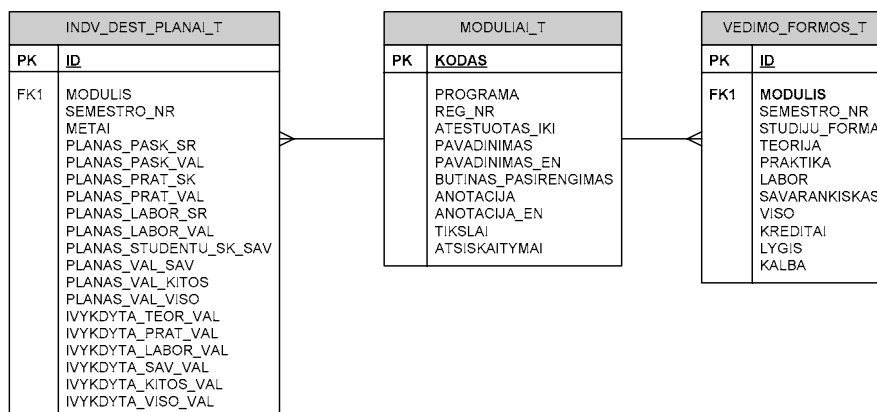 INDV_DEST_PLANAI_T
PK ID
FK1 MODULIS
SEMESTRO_NR
METAI
PLANAS_PASK_SR
PLANAS_PASK_VAL
PLANAS_PRAT_SK
PLANAS_PRAT_VAL
PLANAS_LABOR_SR
PLANAS_LABOR_VAL
PLANAS_STUDENTU_SK_SAV
PLANAS_VAL_SAV
PLANAS_VAL_KITOS
PLANAS_VAL_VISO
IVYKDYTA_TEOR_VAL
IVYKDYTA_PRAT_VAL
IVYKDYTA_LABOR_VAL
IVYKDYTA_SAV_VAL
IVYKDYTA_KITOS_VAL
IVYKDYTA_VISO_VAL
MODULIAI_T
PK KODAS
PROGRAMA
REG_NR
ATESTUOTAS_IKI
PAVADINIMAS
PAVADINIMAS_EN
BUTINAS_PASIRENGIMAS
ANOTACIJA
ANOTACIJA_EN
TIKSLAI
ATSISKAITYMAI
VEDIMO_FORMOS_T
PK ID
FK1 MODULIS
SEMESTRO_NR
STUDIJU_FORMA
TEORIJA
PRAKTIKA
LABOR
SAVARANKISKAS
VISO
KREDITAI
LYGIS
KALBA